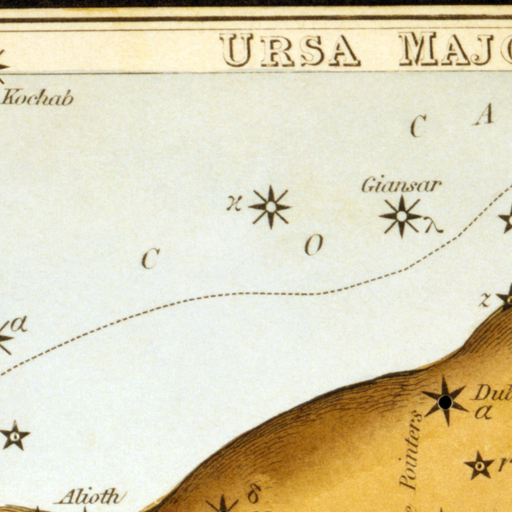 URSA MAJO
Kochab
C A
Giansar
ϰ
λ
C O
α
z
Dub
α
Pointers
r
Alioth
δ